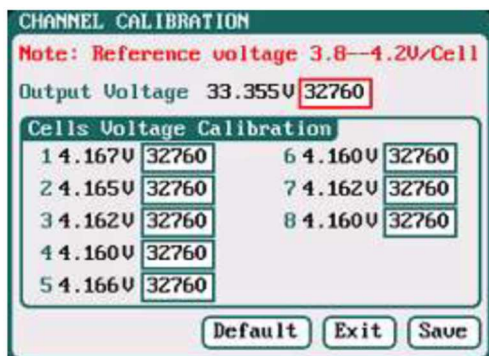 CHANNEL CALIBRATION
Note: Reference voltage 3.8--4.2V/Cell
Output Voltage 33.355V 32760
Cells Voltage Calibration
1 4.167V 32760 6 4.160V 32760
2 4.165V 32760 7 4.162V 32760
3 4.162V 32760 8 4.160V 32760
4 4.160V 32760
5 4.166V 32760
Default Exit Save